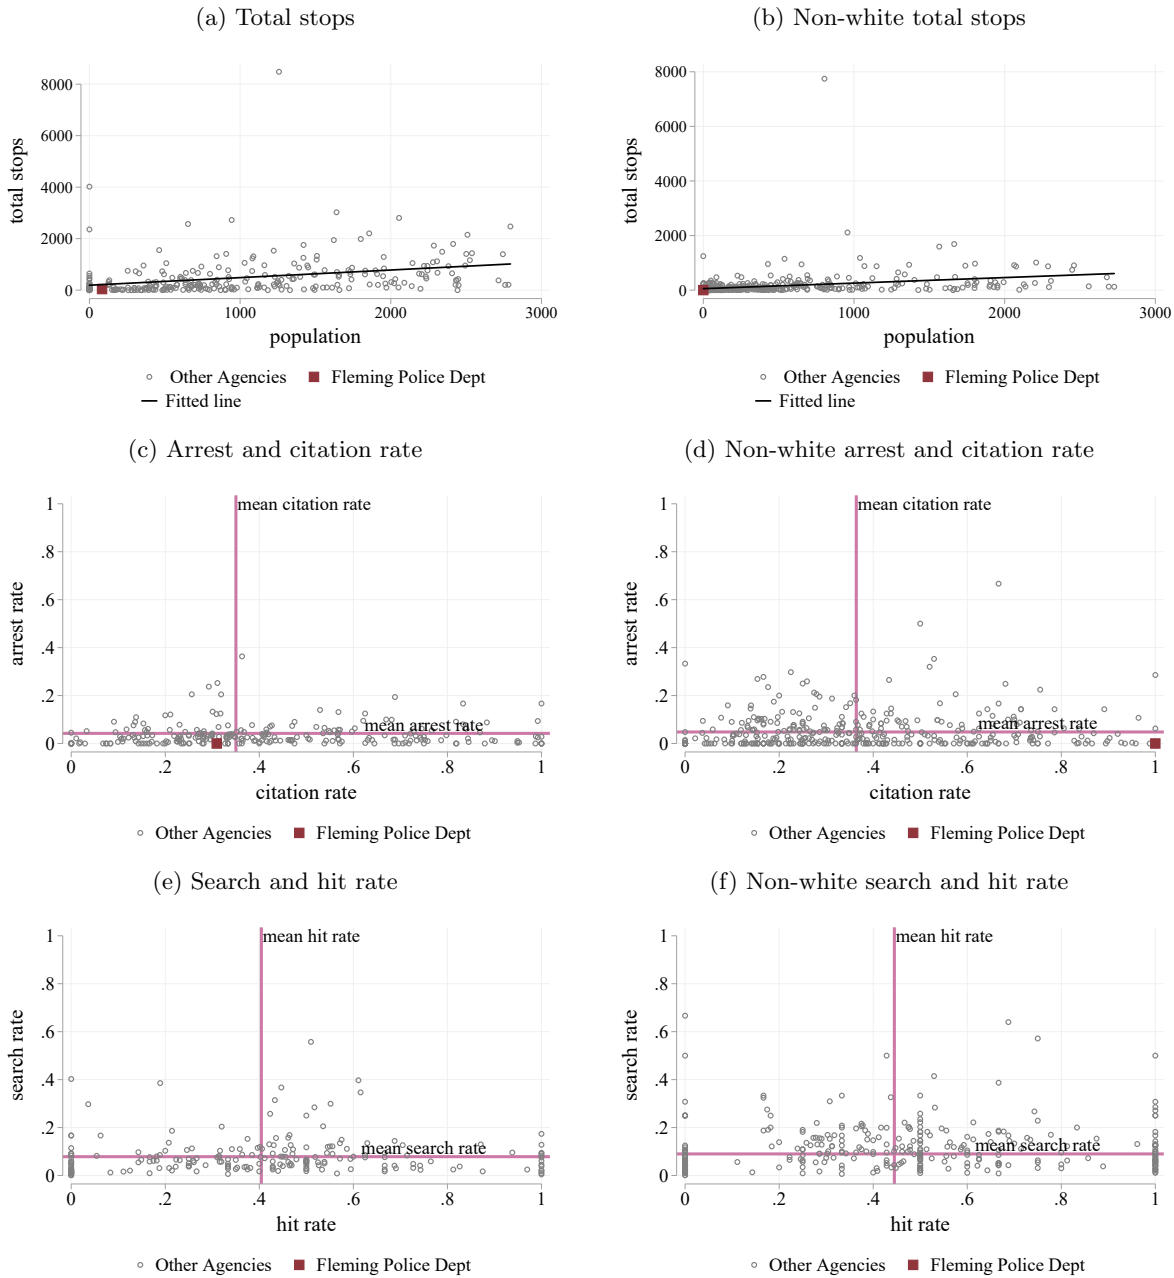 (a) Total stops
(b) Non-white total stops
total stops
8000
6000
4000
2000
0
0 1000 2000 3000
population
Other Agencies Fleming Police Dept
Fitted line
total stops
8000
6000
4000
2000
0
0 1000 2000 3000
population
Other Agencies Fleming Police Dept
Fitted line
(c) Arrest and citation rate
(d) Non-white arrest and citation rate
arrest rate
1
.8
.6
.4
.2
0
mean citation rate
mean arrest rate
0 .2 .4 .6 .8 1
citation rate
Other Agencies Fleming Police Dept
arrest rate
1
.8
.6
.4
.2
0
mean citation rate
mean arrest rate
0 .2 .4 .6 .8 1
citation rate
Other Agencies Fleming Police Dept
(e) Search and hit rate
(f) Non-white search and hit rate
search rate
1
.8
.6
.4
.2
0
mean hit rate
mean search rate
0 .2 .4 .6 .8 1
hit rate
Other Agencies Fleming Police Dept
search rate
1
.8
.6
.4
.2
0
mean hit rate
mean search rate
0 .2 .4 .6 .8 1
hit rate
Other Agencies Fleming Police Dept